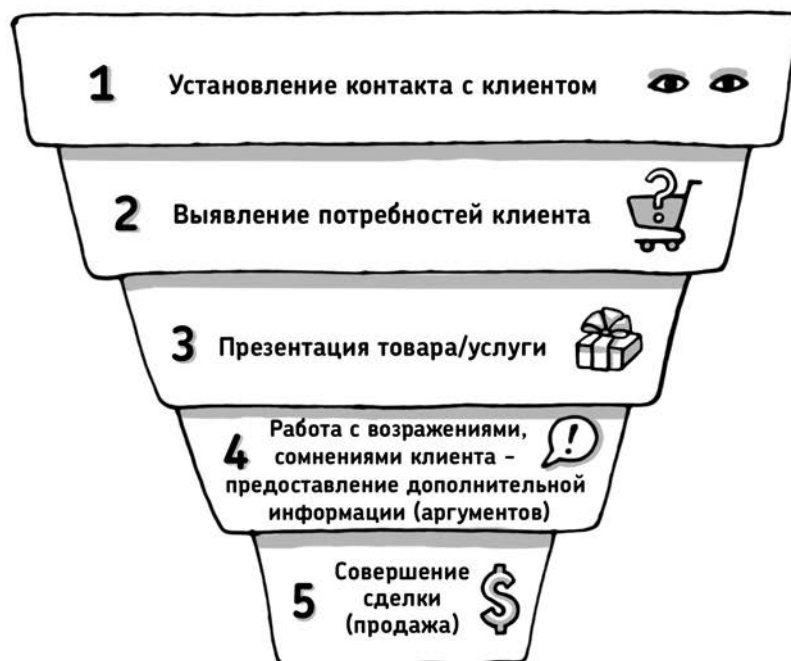 1 Установление контакта с клиентом
2 Выявление потребностей клиента
?
3 Презентация товара/услуги
4 Работа с возражениями,
сомнениями клиента –
предоставление дополнительной
информации (аргументов)
!
5 Совершение
сделки
(продажа)
$